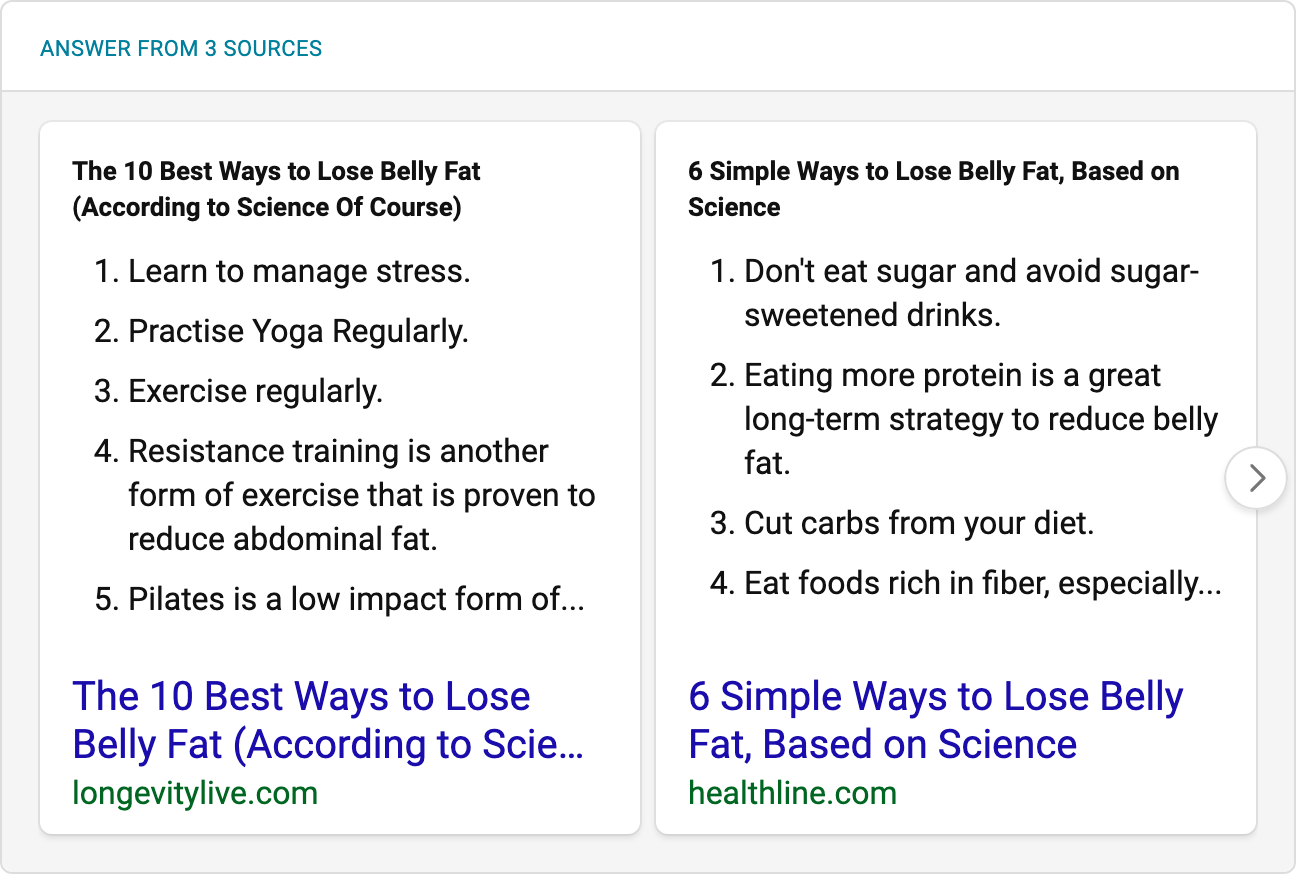 ANSWER FROM 3 SOURCES
The 10 Best Ways to Lose Belly Fat
(According to Science Of Course)
1. Learn to manage stress.
2. Practise Yoga Regularly.
3. Exercise regularly.
4. Resistance training is another
form of exercise that is proven to
reduce abdominal fat.
5. Pilates is a low impact form of...
The 10 Best Ways to Lose
Belly Fat (According to Scie...
longevitylive.com
6 Simple Ways to Lose Belly Fat, Based on
Science
1. Don't eat sugar and avoid sugar-
sweetened drinks.
2. Eating more protein is a great
long-term strategy to reduce belly
fat.
3. Cut carbs from your diet.
4. Eat foods rich in fiber, especially...
6 Simple Ways to Lose Belly
Fat, Based on Science
healthline.com